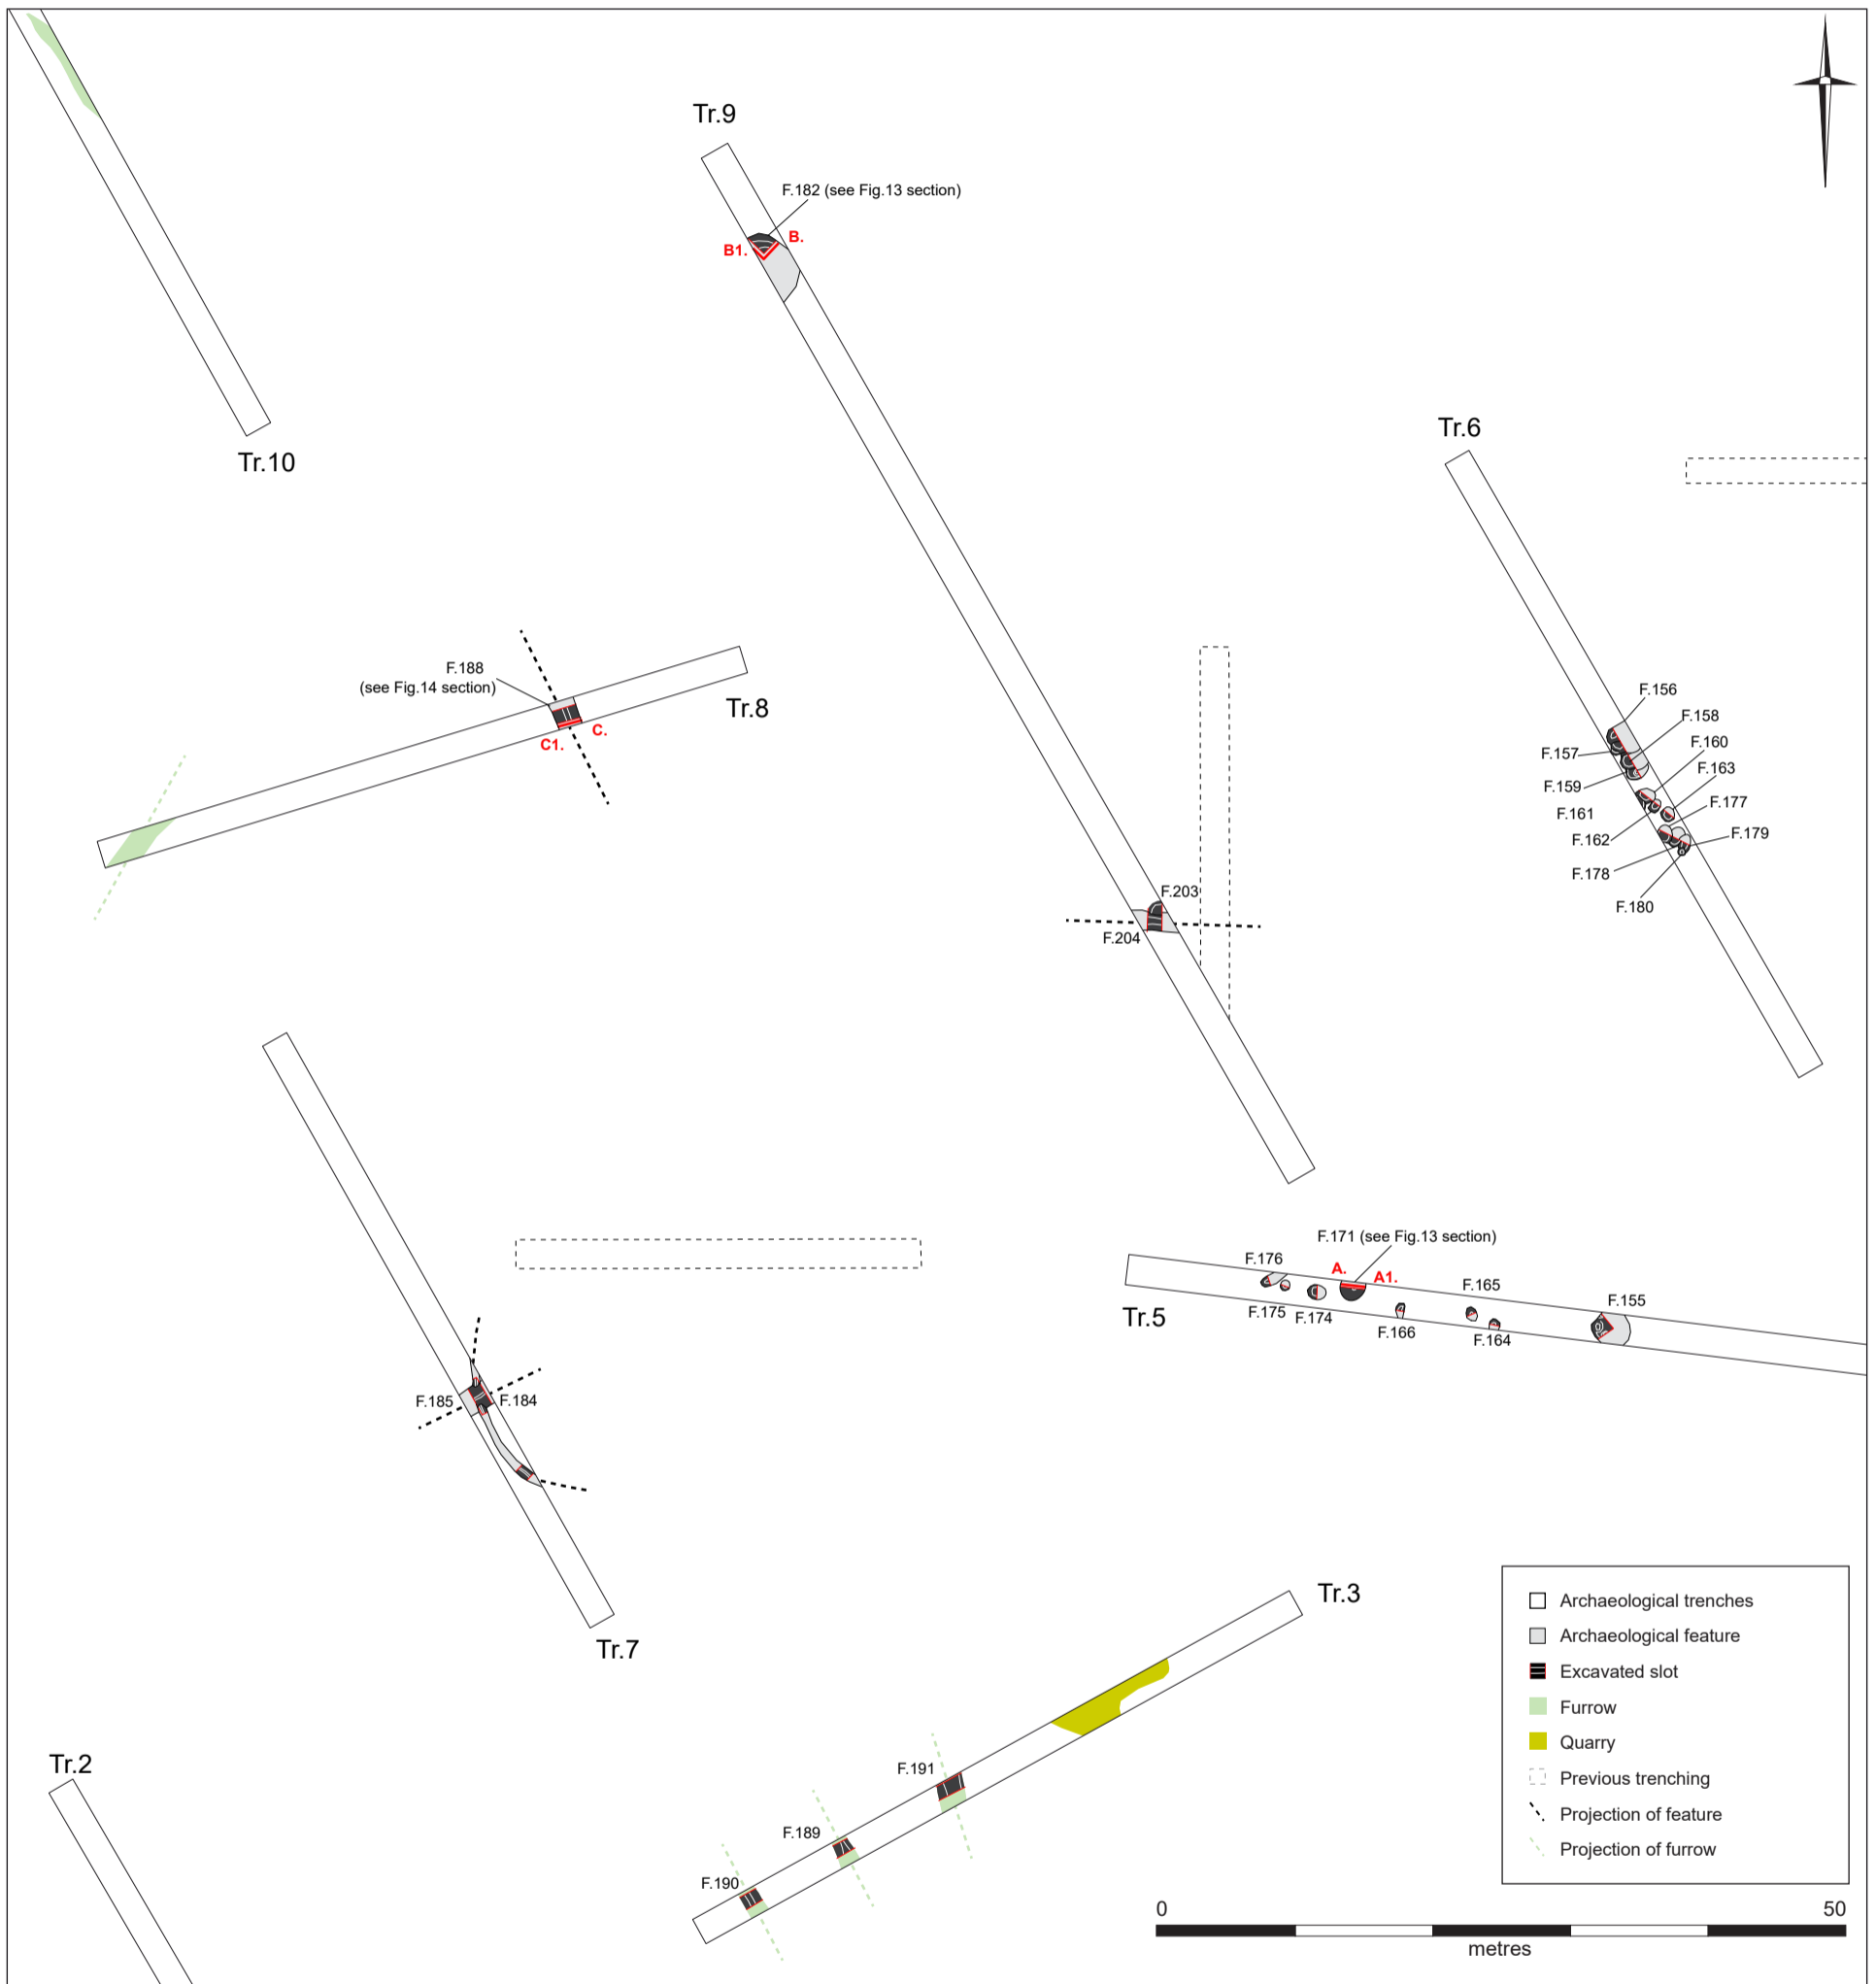 Tr.9
F.182 (see Fig.13 section)
B.
B1.
Tr.10
Tr.6
F.188
(see Fig.14 section)
Tr.8
C.
C1.
F.156
F.158
F.157
F.160
F.159
F.163
F.161
F.177
F.162
F.179
F.178
F.180
F.203
F.204
F.171 (see Fig.13 section)
F.176
A.
A1.
F.165
F.155
Tr.5
F.175
F.174
F.166
F.164
F.185
F.184
Tr.7
Tr.3
Tr.2
F.191
F.189
F.190
Archaeological trenches
Archaeological feature
Excavated slot
Furrow
Quarry
Previous trenching
Projection of feature
Projection of furrow
0
50
metres